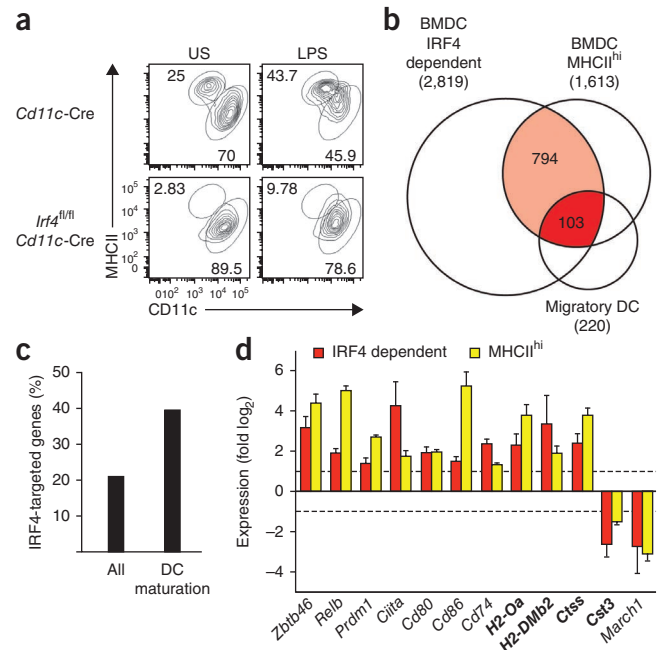 a
US
LPS
Cd11c-Cre
25
70
43.7
45.9
Irf4fl/fl
Cd11c-Cre
2.83
89.5
9.78
78.6
MHCII
10⁵
10⁴
10³
10²
0
0 10² 10³ 10⁴ 10⁵
CD11c
b
BMDC
IRF4
dependent
(2,819)
BMDC
MHCIIhi
(1,613)
794
103
Migratory DC
(220)
c
IRF4-targeted genes (%)
50
40
30
20
10
All
DC
maturation
d
IRF4 dependent
MHCIIhi
Expression (fold log₂)
6
4
2
0
−2
−4
Zbtb46
Relb
Prdm1
Ciita
Cd80
Cd86
Cd74
H2-Oa
H2-DMb2
Ctss
Cst3
March1